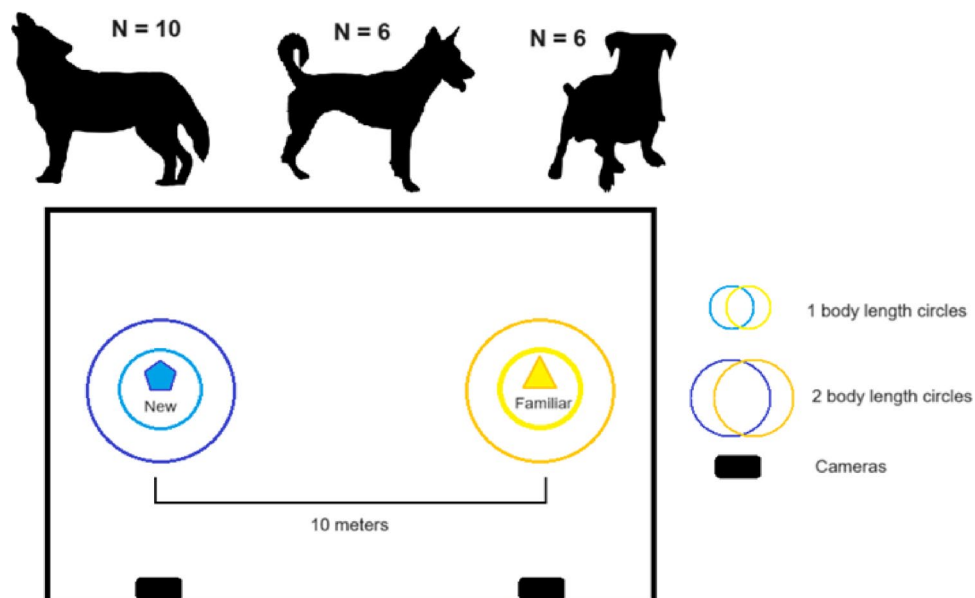 N = 10
N = 6
N = 6
1 body length circles
New
Familiar
2 body length circles
Cameras
10 meters